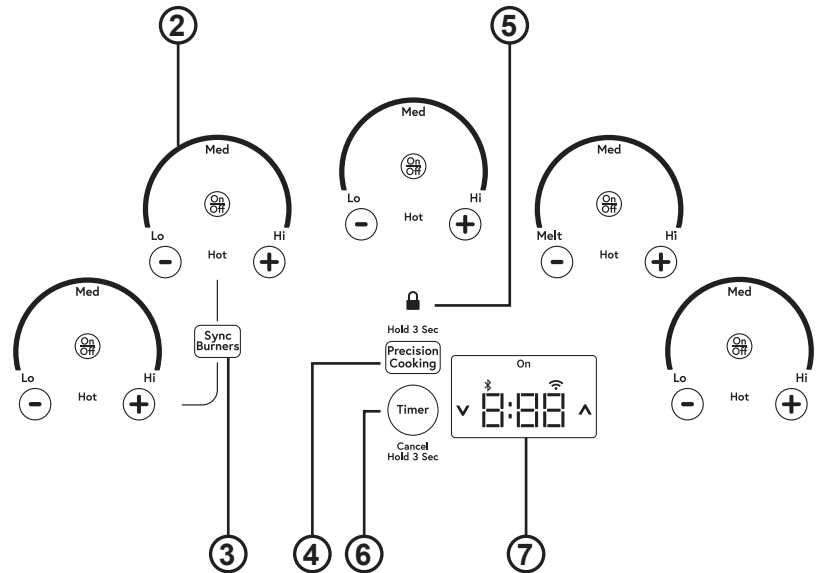 2
5
Med
On
Off
Lo
Hi
-
Hot
+
Med
On
Off
Lo
Hi
-
Hot
+
Med
On
Off
Melt
Hi
-
Hot
+
Med
On
Off
Lo
Hi
-
Hot
+
Sync
Burners
Hold 3 Sec
Precision
Cooking
Timer
Cancel
Hold 3 Sec
On
8:88
Med
On
Off
Lo
Hi
-
Hot
+
3
4
6
7